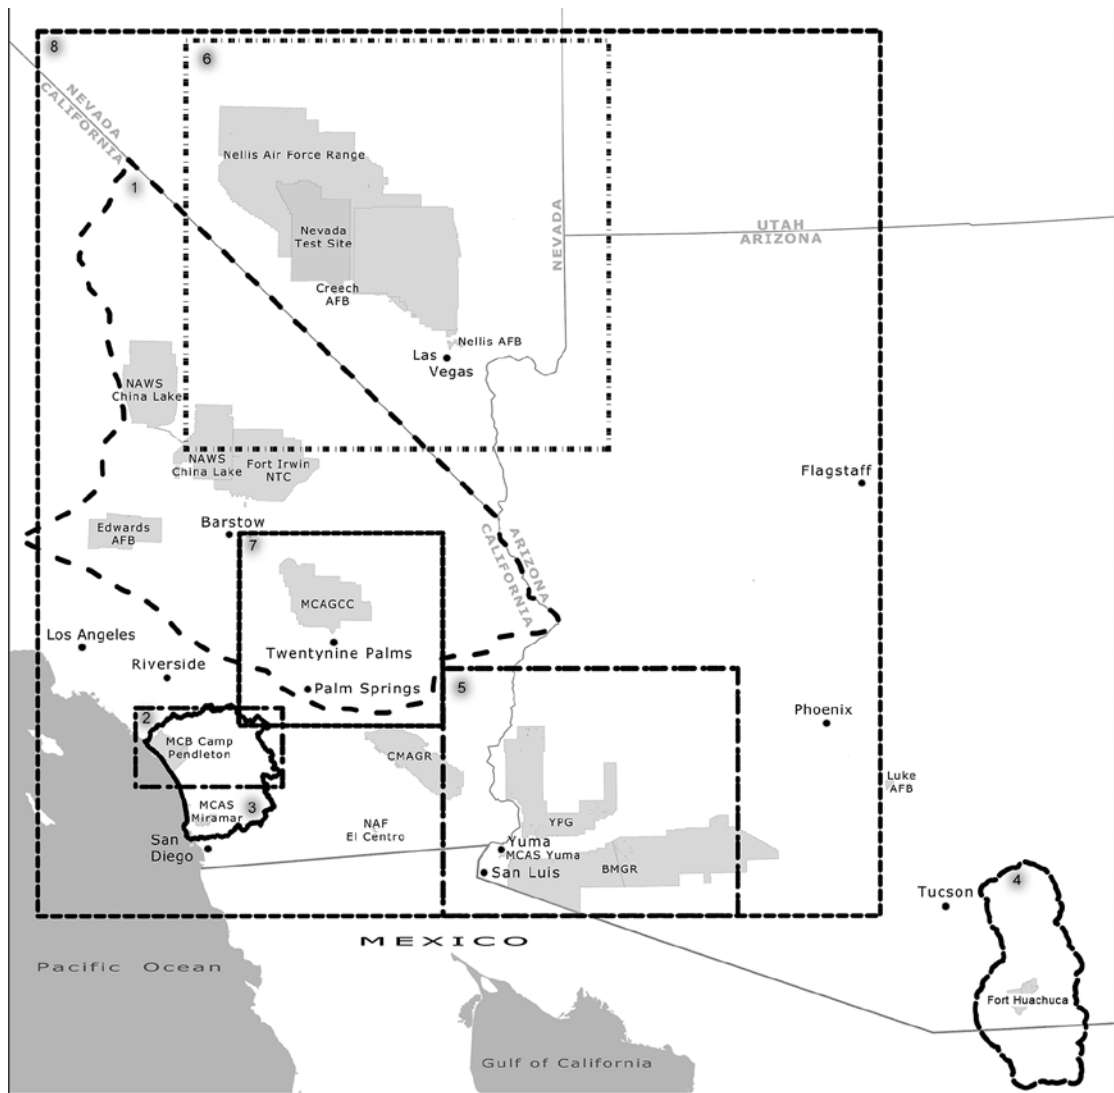 8
6
NEVADA
CALIFORNIA
1
Nellis Air Force Range
Nevada
Test Site
Creech
AFB
Nellis AFB
Las
Vegas
NEVADA
UTAH
ARIZONA
NAWS
China Lake
NAWS
China Lake
Fort Irwin
NTC
Flagstaff
Edwards
AFB
Barstow
7
ARIZONA
CALIFORNIA
MCAGCC
Los Angeles
Twentynine Palms
Riverside
Palm Springs
5
2
Phoenix
MCB Camp
Pendleton
CMAGR
Luke
AFB
MCAS
Miramar
3
NAF
El Centro
YPG
San
Diego
Yuma
MCAS Yuma
San Luis
BMGR
4
Tucson
MEXICO
Pacific Ocean
Fort Huachuca
Gulf of California